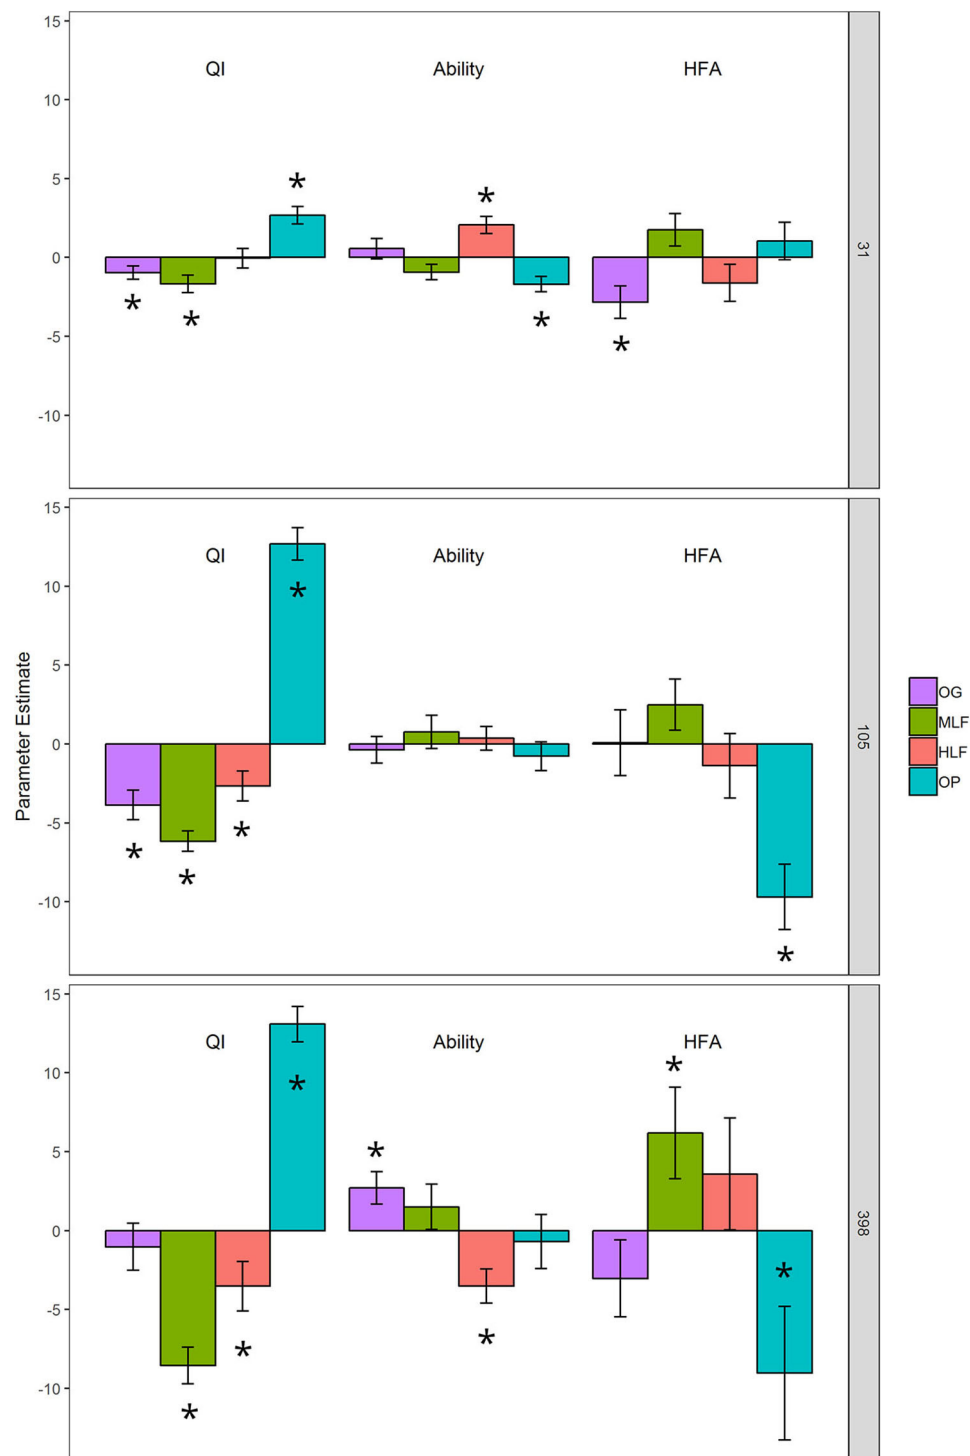 15
QI Ability HFA
10
5
* *
0
* * * *
-5
-10
31
15
QI Ability HFA
10
*
5
0
-5
* * *
-10
*
105
Parameter Estimate
OG
MLF
HLF
OP
15
QI Ability HFA
10
* *
5
*
0
*
-5
* *
-10
*
398